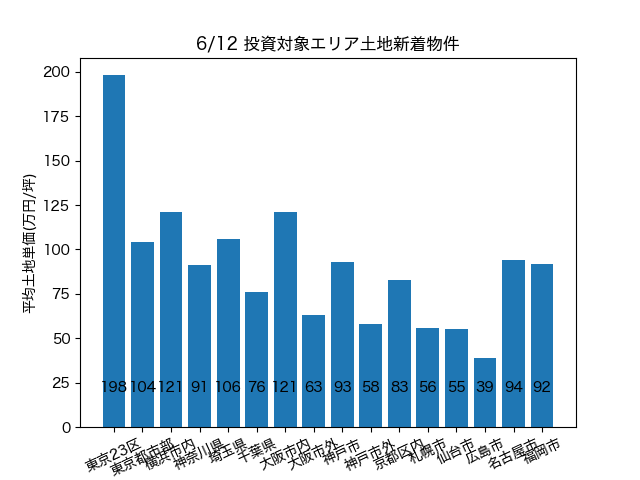 6/12 投資対象エリア土地新着物件
平均土地単価(万円/坪)
200
175
150
125
100
75
50
25
0
198 104 121 91 106 76 121 63 93 58 83 56 55 39 94 92
東京23区
東京都市部
横浜市内
神奈川県
埼玉県
千葉県
大阪市内
大阪市外
神戸市
神戸市外
京都区内
札幌市
仙台市
広島市
名古屋市
福岡市